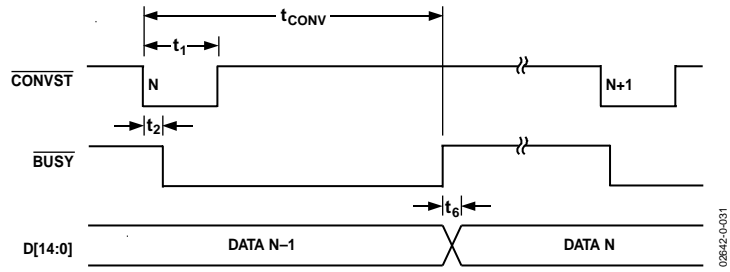 tCONV
t1
CONVST
N
N+1
t2
BUSY
t6
D[14:0]
DATA N–1
DATA N
02642-0-031